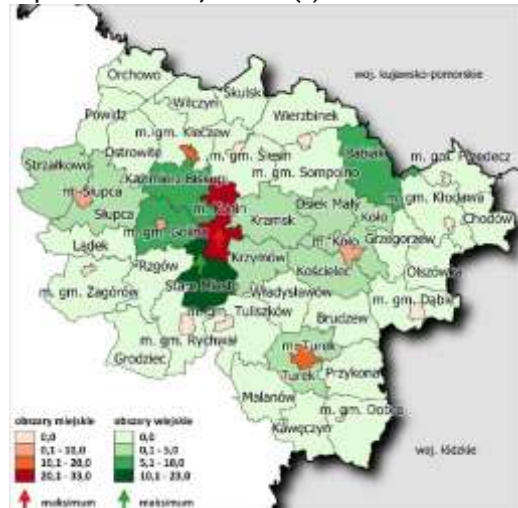 Orchowo
Skulsk
woj. kujawsko-pomorskie
Wilczyn
Wierzbinek
Powidz
m. i gm. Kleczew
Ostrowite
m. gm. Ślesin
Babiak
m. gm. Przedecz
Strzałkowo
m. gm. Sompolno
Kazimierz Biskupi
m. Słupca
m. gm. Kłodawa
Osiek Mały
m. Konin
Słupca
Kramsk
Koło
Chodów
m. gm. Golina
m. Koło
Grzegorzew
Lądek
Krzymów
Olszówka
Rzgów
Kościelec
Stare Miasto
m. gm. Zagórów
Władysławów
m. gm. Dąbie
m. gm. Tuliszków
Brudzew
m. gm. Rychwał
Grodziec
m. Turek
Turek
Przykona
Malanów
m. gm. Dobra
Kawęczyn
woj. łódzkie
obszary miejskie
0,0
0,1 - 10,0
10,1 - 20,0
20,1 - 33,0
maksimum
obszary wiejskie
0,0
0,1 - 5,0
5,1 - 10,0
10,1 - 23,0
maksimum